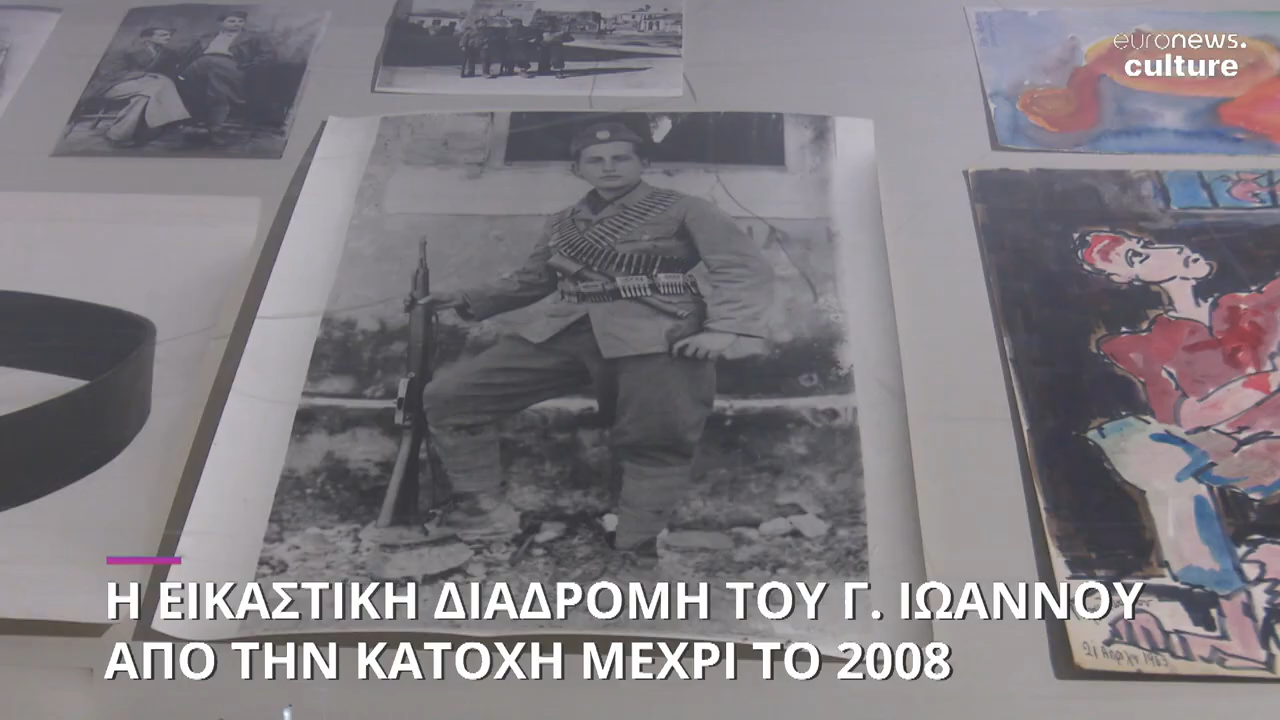 euronews.
culture
Η ΕΙΚΑΣΤΙΚΗ ΔΙΑΔΡΟΜΗ ΤΟΥ Γ. ΙΩΑΝΝΟΥ
ΑΠΟ ΤΗΝ ΚΑΤΟΧΗ ΜΕΧΡΙ ΤΟ 2008